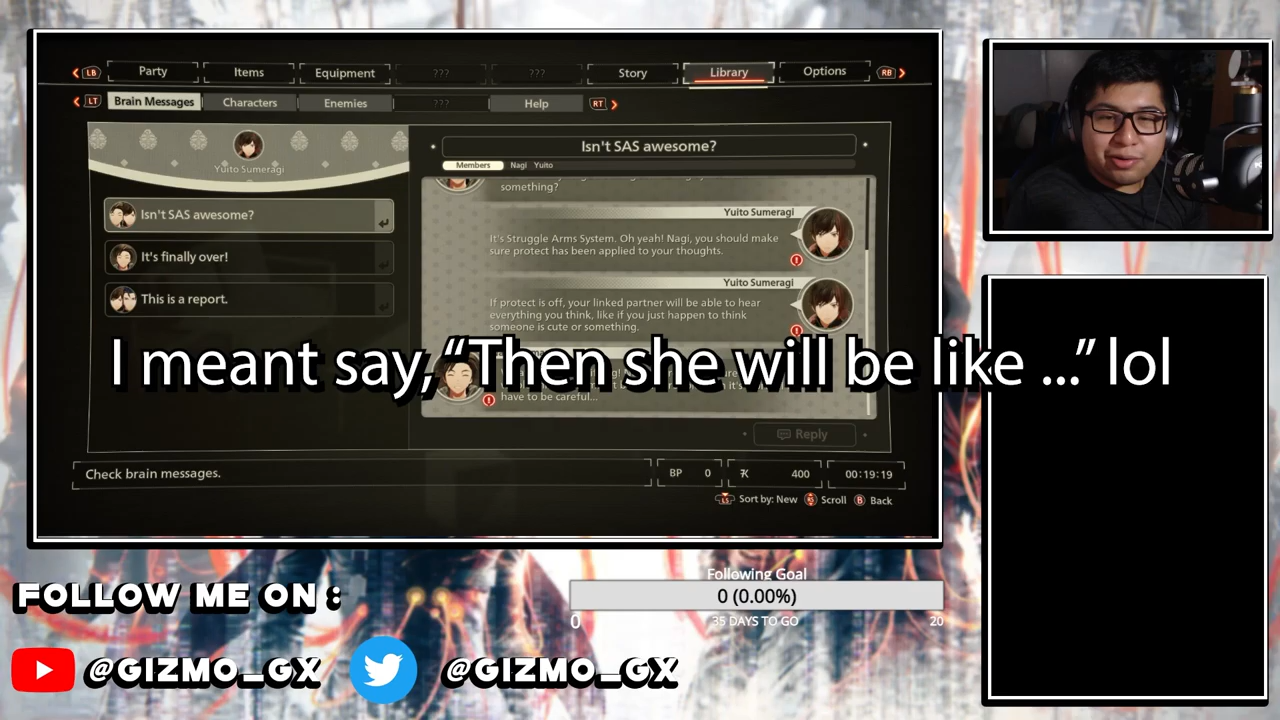 LB
Party
Items
Equipment
???
???
Story
Library
Options
RB
LT
Brain Messages
Characters
Enemies
???
Help
RT
Yuito Sumeragi
Isn't SAS awesome?
It's finally over!
This is a report.
Isn't SAS awesome?
Members Nagi Yuito
something?
Yuito Sumeragi
It's Struggle Arms System. Oh yeah! Nagi, you should make
sure protect has been applied to your thoughts.
Yuito Sumeragi
If protect is off, your linked partner will be able to hear
everything you think, like if you just happen to think
someone is cute or something.
I meant say, “Then she will be like ...” lol
have to be careful...
Reply
Check brain messages.
BP 0
K 400
00:19:19
LS Sort by: New RS Scroll B Back
FOLLOW ME ON :
@GIZMO_GX
@GIZMO_GX
Following Goal
0 (0.00%)
0
35 DAYS TO GO
20